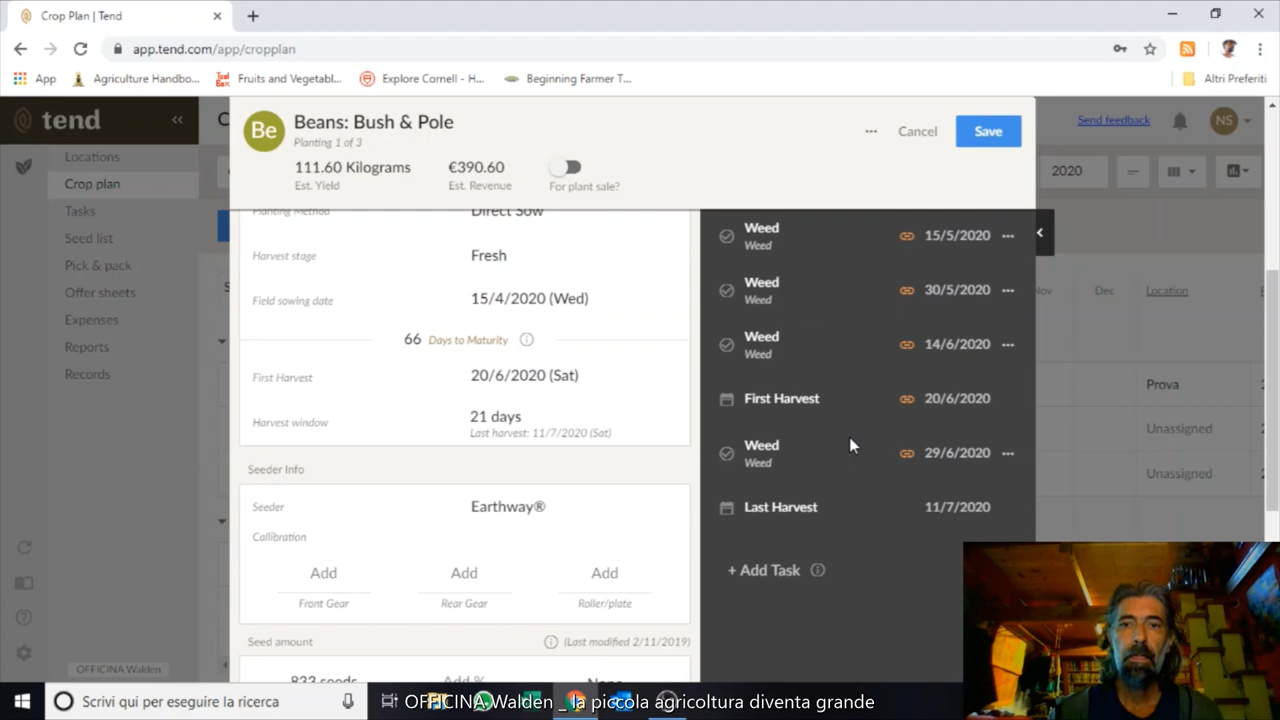 Crop Plan | Tend
app.tend.com/app/cropplan
App
Agriculture Handbo...
Fruits and Vegetabl...
Explore Cornell - H...
Beginning Farmer T...
Altri Preferiti
tend
Locations
Crop plan
Tasks
Seed list
Pick & pack
Offer sheets
Expenses
Reports
Records
OFFICINA Walden
Be
Beans: Bush & Pole
Planting 1 of 3
111.60 Kilograms
Est. Yield
€390.60
Est. Revenue
For plant sale?
Cancel
Save
Send feedback
NS
2020
Planting Method
Direct Sow
Harvest stage
Fresh
Field sowing date
15/4/2020 (Wed)
66 Days to Maturity
First Harvest
20/6/2020 (Sat)
Harvest window
21 days
Last harvest: 11/7/2020 (Sat)
Seeder Info
Seeder
Earthway®
Callibration
Add
Add
Add
Front Gear
Rear Gear
Roller/plate
Seed amount
(Last modified 2/11/2019)
833 seeds
Add %
None
Weed
Weed
15/5/2020
Weed
Weed
30/5/2020
Weed
Weed
14/6/2020
First Harvest
20/6/2020
Weed
Weed
29/6/2020
Last Harvest
11/7/2020
+ Add Task
Nov
Dec
Location
Prova
Unassigned
Unassigned
Scrivi qui per eseguire la ricerca
OFFICINA Walden _ la piccola agricoltura diventa grande